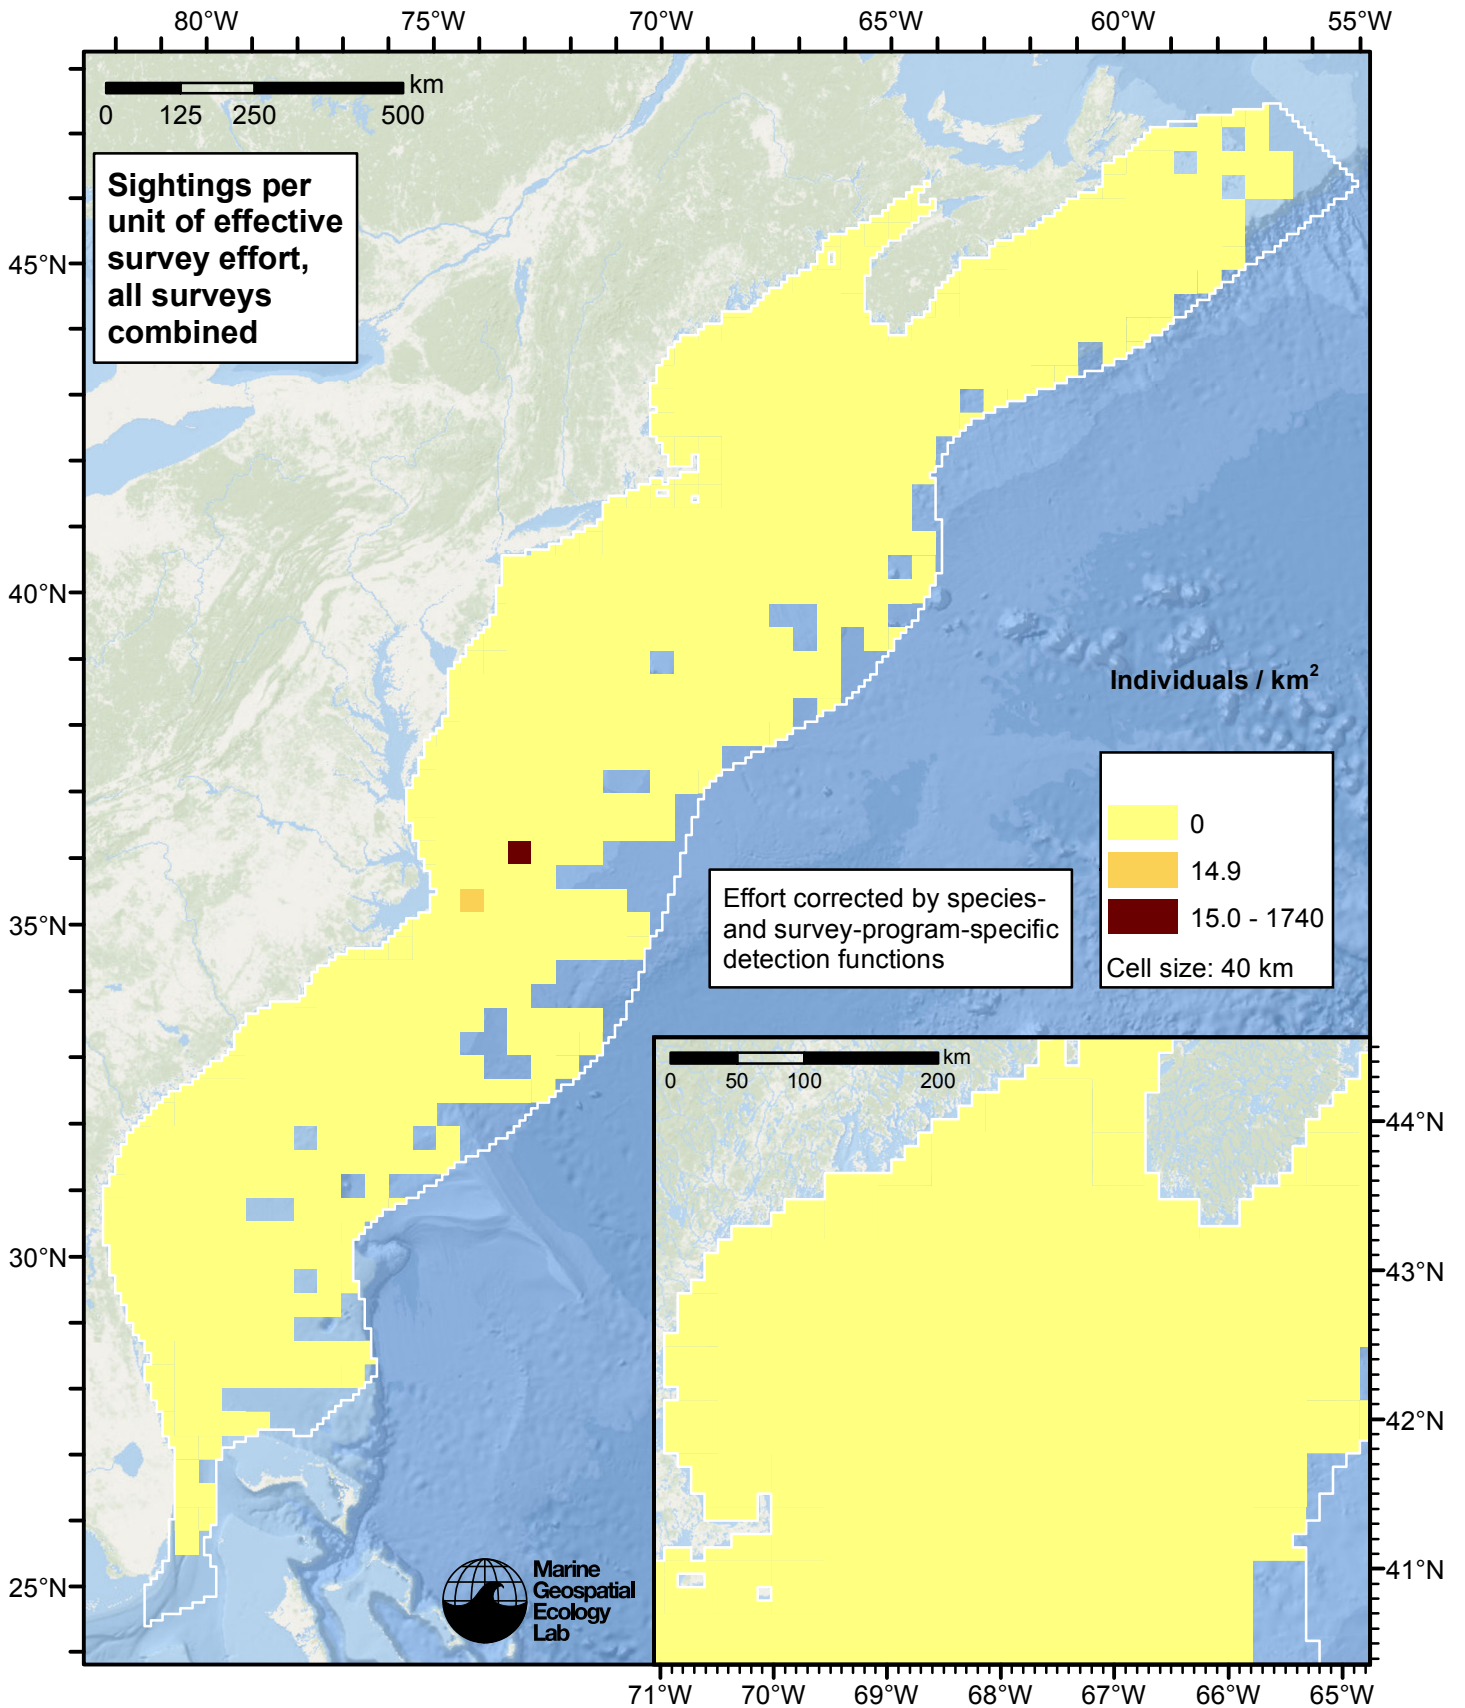 80°W 75°W 70°W 65°W 60°W 55°W
km
0 125 250 500
Sightings per
unit of effective
survey effort,
all surveys
combined
45°N
40°N
35°N
30°N
25°N
Individuals / km²
0
14.9
15.0 - 1740
Cell size: 40 km
Effort corrected by species-
and survey-program-specific
detection functions
km
0 50 100 200
44°N
43°N
42°N
41°N
Marine
Geospatial
Ecology
Lab
71°W 70°W 69°W 68°W 67°W 66°W 65°W